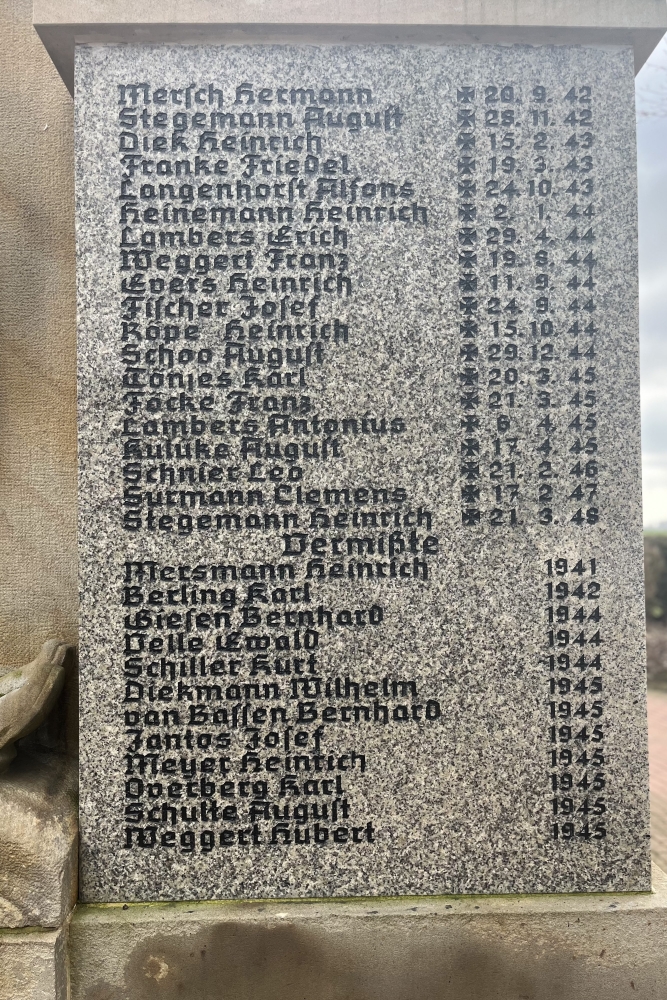 Mersch Hermann ✠ 20. 9. 42
Stegemann August ✠ 28. 11. 42
Diek Heinrich ✠ 15. 2. 43
Franke Friedel ✠ 19. 3. 43
Langenhorst Alfons ✠ 24. 10. 43
Heinemann Heinrich ✠ 2. 1. 44
Lambers Erich ✠ 29. 4. 44
Weggert Franz ✠ 19. 8. 44
Evers Heinrich ✠ 11. 9. 44
Fischer Josef ✠ 24. 9. 44
Rove Heinrich ✠ 15. 10. 44
Schoo August ✠ 29. 12. 44
Tönjes Karl ✠ 20. 3. 45
Focke Franz ✠ 21. 3. 45
Lambers Antonius ✠ 6. 4. 45
Kulüke August ✠ 17. 4. 45
Schnier Leo ✠ 21. 2. 46
Surmann Clemens ✠ 17. 2. 47
Stegemann Heinrich ✠ 21. 3. 48
Vermißte
Mersmann Heinrich 1941
Berling Karl 1942
Giesen Bernhard 1944
Velle Ewald 1944
Schiller Kurt 1944
Diekmann Wilhelm 1945
van Bassen Bernhard 1945
Jantos Josef 1945
Meyer Heinrich 1945
Overberg Karl 1945
Schulte August 1945
Weggert Hubert 1945